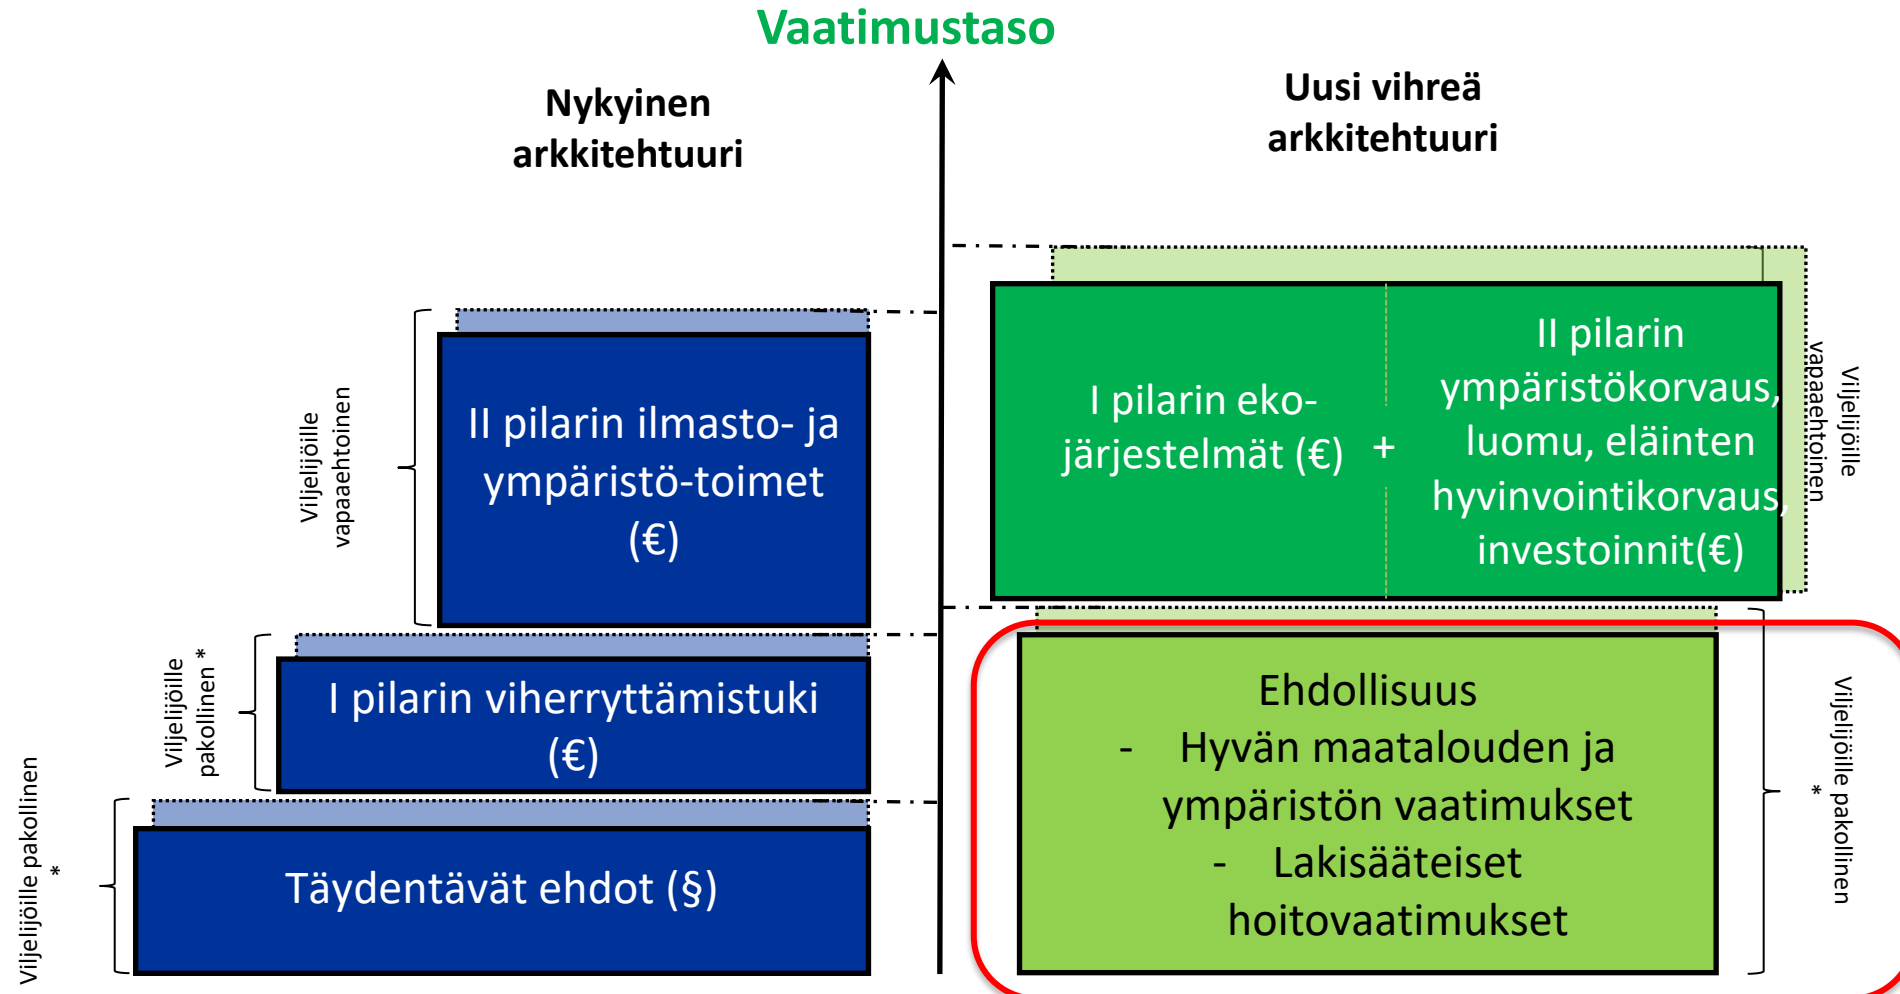 Vaatimustaso
Nykyinen
arkkitehtuuri
Uusi vihreä
arkkitehtuuri
Viljelijöille
vapaaehtoinen
II pilarin ilmasto- ja
ympäristö-toimet
(€)
Viljelijöille
pakollinen *
I pilarin viherryttämistuki
(€)
Viljelijöille pakollinen
*
Täydentävät ehdot (§)
I pilarin eko-
järjestelmät (€)
+
II pilarin
ympäristökorvaus,
luomu, eläinten
hyvinvointikorvaus,
investoinnit(€)
Viljelijöille
vapaaehtoinen
Ehdollisuus
- Hyvän maatalouden ja
ympäristön vaatimukset
- Lakisääteiset
hoitovaatimukset
Viljelijöille pakollinen
*